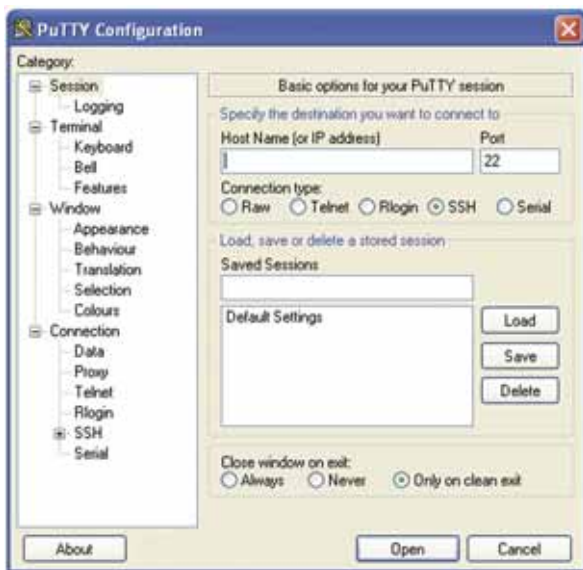 PuTTY Configuration
Category:
Session
Logging
Terminal
Keyboard
Bell
Features
Window
Appearance
Behaviour
Translation
Selection
Colours
Connection
Data
Proxy
Telnet
Rlogin
SSH
Serial
Basic options for your PuTTY session
Specify the destination you want to connect to
Host Name (or IP address) Port
22
Connection type:
Raw Telnet Rlogin SSH Serial
Load, save or delete a stored session
Saved Sessions
Default Settings
Load
Save
Delete
Close window on exit:
Always Never Only on clean exit
About Open Cancel